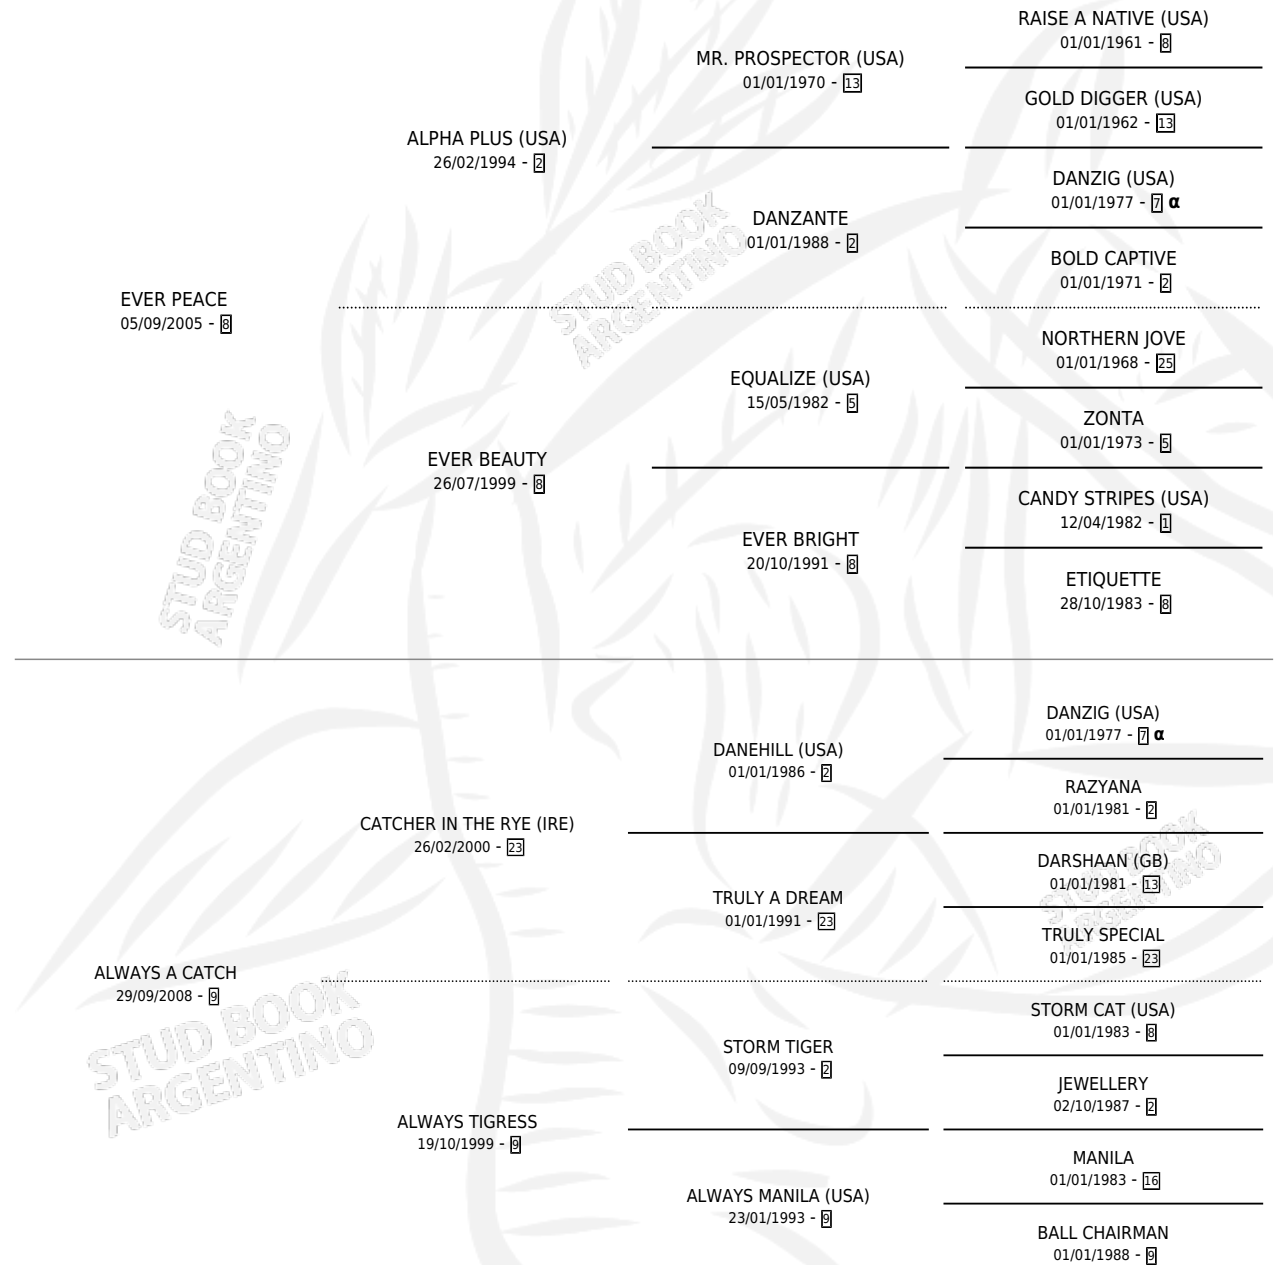 RAISE A NATIVE (USA)
01/01/1961 - 8
MR. PROSPECTOR (USA)
01/01/1970 - 13
GOLD DIGGER (USA)
01/01/1962 - 13
ALPHA PLUS (USA)
26/02/1994 - 2
DANZIG (USA)
01/01/1977 - 7 α
DANZANTE
01/01/1988 - 2
BOLD CAPTIVE
01/01/1971 - 2
STUD BOOK
ARGENTINO
EVER PEACE
05/09/2005 - 8
NORTHERN JOVE
01/01/1968 - 25
EQUALIZE (USA)
15/05/1982 - 5
ZONTA
01/01/1973 - 5
EVER BEAUTY
26/07/1999 - 8
CANDY STRIPES (USA)
12/04/1982 - 1
EVER BRIGHT
20/10/1991 - 8
ETIQUETTE
28/10/1983 - 8
STUD BOOK
ARGENTINO
DANZIG (USA)
01/01/1977 - 7 α
DANEHILL (USA)
01/01/1986 - 2
RAZYANA
01/01/1981 - 2
CATCHER IN THE RYE (IRE)
26/02/2000 - 23
DARSHAAN (GB)
01/01/1981 - 13
STUD BOOK
ARGENTINO
TRULY A DREAM
01/01/1991 - 23
TRULY SPECIAL
01/01/1985 - 23
ALWAYS A CATCH
29/09/2008 - 9
STUD BOOK
ARGENTINO
STORM CAT (USA)
01/01/1983 - 8
STORM TIGER
09/09/1993 - 2
JEWELLERY
02/10/1987 - 2
ALWAYS TIGRESS
19/10/1999 - 9
MANILA
01/01/1983 - 16
ALWAYS MANILA (USA)
23/01/1993 - 9
BALL CHAIRMAN
01/01/1988 - 9